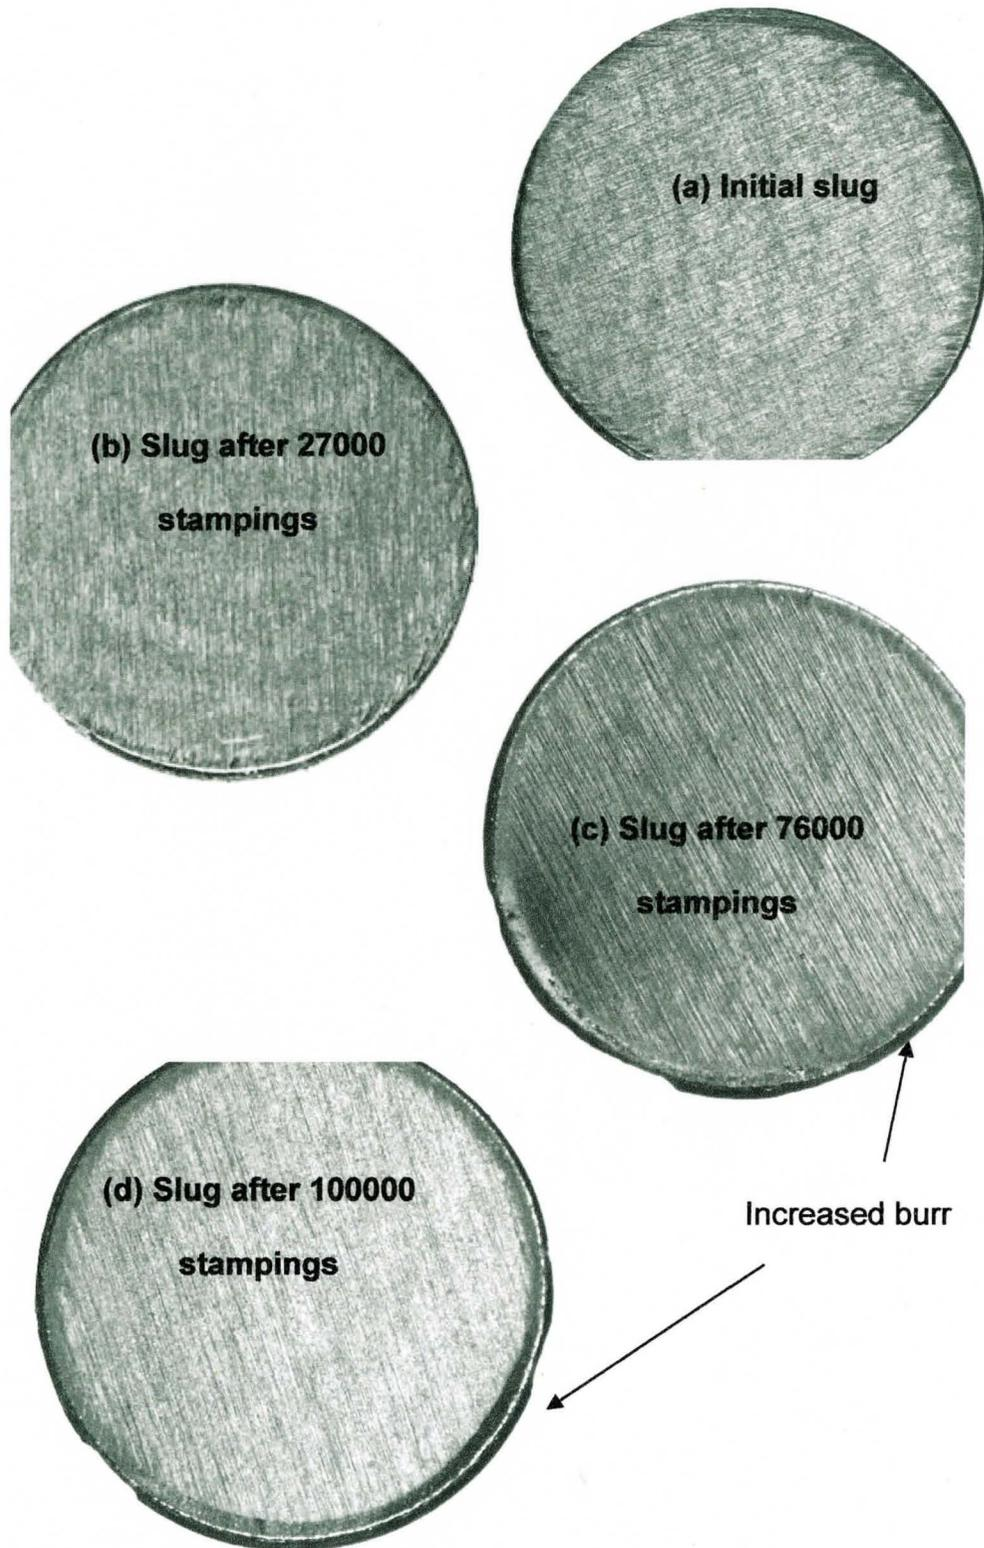 (a) Initial slug
(b) Slug after 27000
stampings
(c) Slug after 76000
stampings
(d) Slug after 100000
stampings
Increased burr